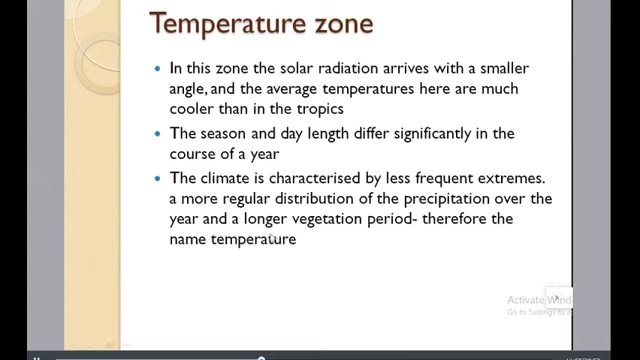 Temperature zone
• In this zone the solar radiation arrives with a smaller
angle, and the average temperatures here are much
cooler than in the tropics
• The season and day length differ significantly in the
course of a year
• The climate is characterised by less frequent extremes.
a more regular distribution of the precipitation over the
year and a longer vegetation period- therefore the
name temperature
Activate Wind
Go to Settings to